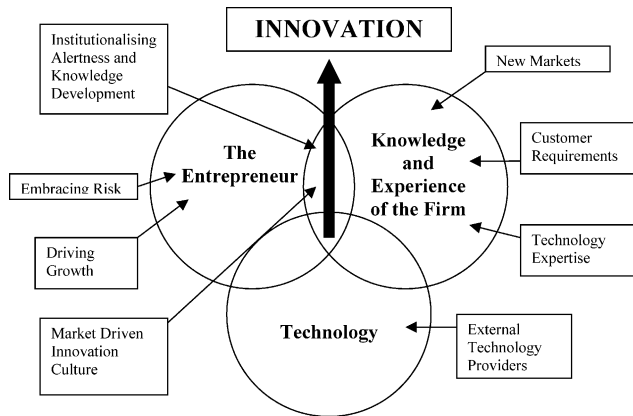 INNOVATION
Institutionalising
Alertness and
Knowledge
Development
New Markets
The
Entrepreneur
Knowledge
and
Experience
of the Firm
Customer
Requirements
Embracing Risk
Driving
Growth
Technology
Expertise
Market Driven
Innovation
Culture
Technology
External
Technology
Providers